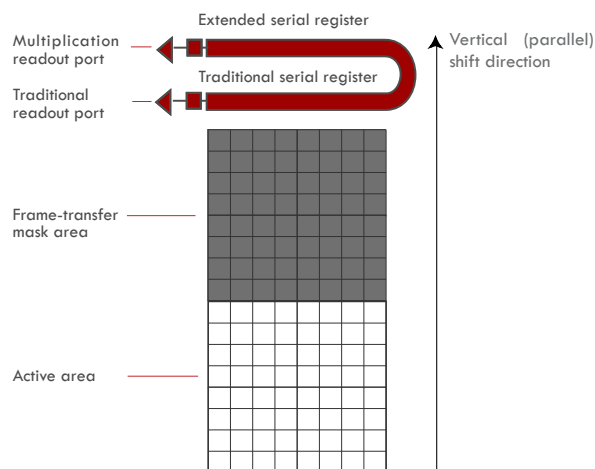 Extended serial register
Multiplication
readout port
Vertical (parallel)
shift direction
Traditional serial register
Traditional
readout port
Frame-transfer
mask area
Active area